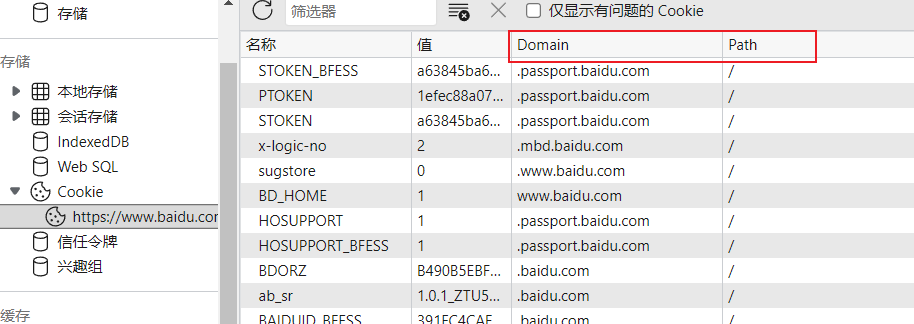 存储
存储
本地存储
会话存储
IndexedDB
Web SQL
Cookie
https://www.baidu.cor
信任令牌
兴趣组
缓存
筛选器
仅显示有问题的 Cookie
名称 值 Domain Path
STOKEN_BFESS a63845ba6... .passport.baidu.com /
PTOKEN 1efec88a07... .passport.baidu.com /
STOKEN a63845ba6... .passport.baidu.com /
x-logic-no 2 .mbd.baidu.com /
sugstore 0 .www.baidu.com /
BD_HOME 1 www.baidu.com /
HOSUPPORT 1 .passport.baidu.com /
HOSUPPORT_BFESS 1 .passport.baidu.com /
BDORZ B490B5EBF... .baidu.com /
ab_sr 1.0.1_ZTU5... .baidu.com /
BAIDUID_BFESS 391EC4CAF... .baidu.com /